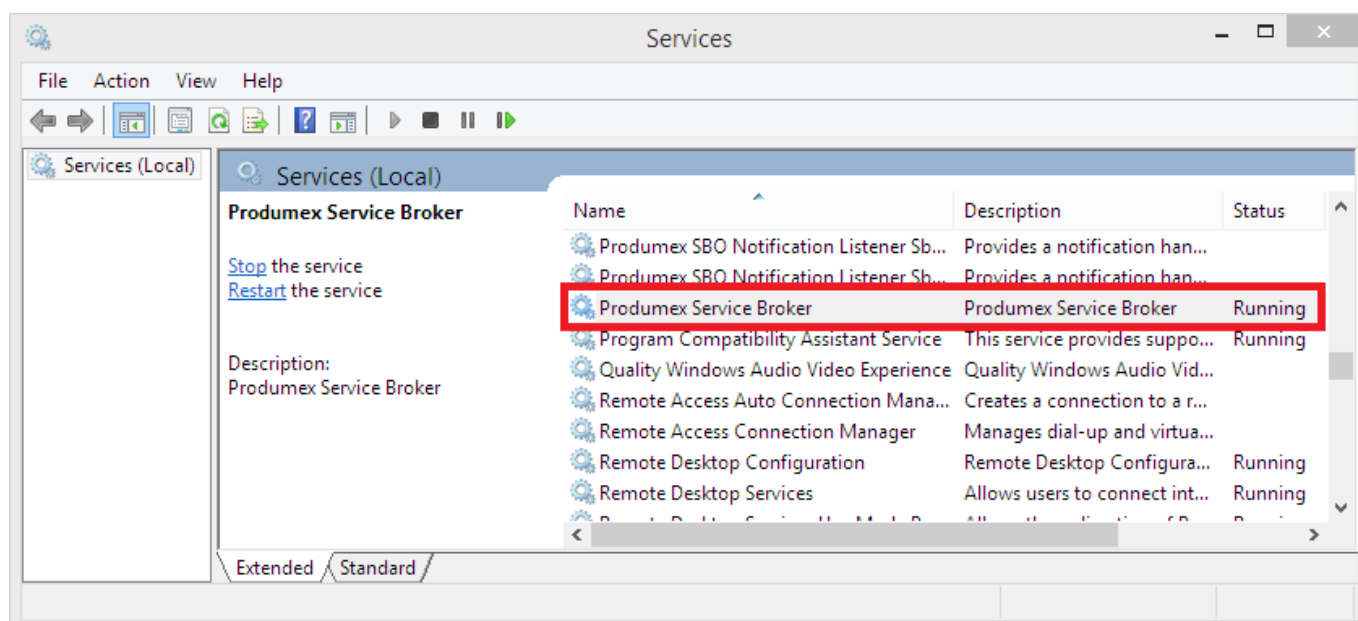 Services
File Action View Help
Services (Local)
Services (Local)
Produmex Service Broker
Stop the service
Restart the service
Description:
Produmex Service Broker
Name Description Status
Produmex SBO Notification Listener Sb... Provides a notification han...
Produmex SBO Notification Listener Sb... Provides a notification han...
Produmex Service Broker Produmex Service Broker Running
Program Compatibility Assistant Service This service provides suppo... Running
Quality Windows Audio Video Experience Quality Windows Audio Vid...
Remote Access Auto Connection Mana... Creates a connection to a r...
Remote Access Connection Manager Manages dial-up and virtua...
Remote Desktop Configuration Remote Desktop Configura... Running
Remote Desktop Services Allows users to connect int... Running
Extended Standard